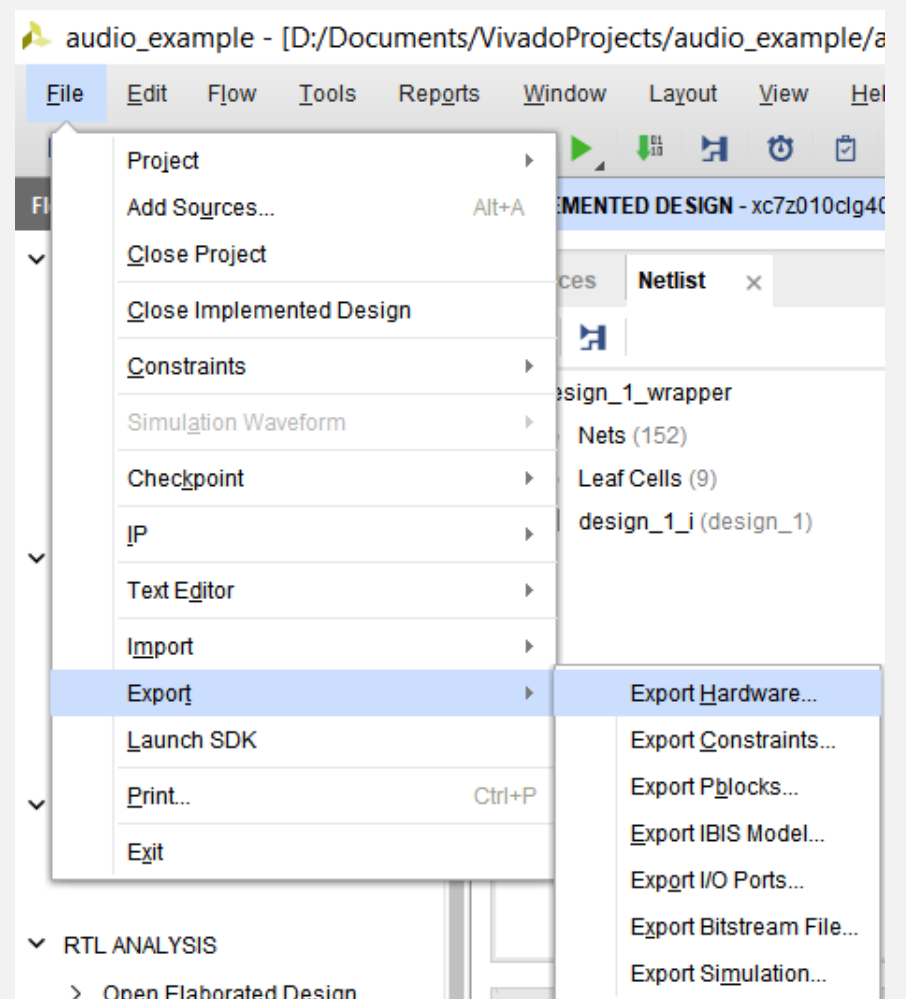 audio_example - [D:/Documents/VivadoProjects/audio_example/a
File Edit Flow Tools Reports Window Layout View Hel
Project
Add Sources... Alt+A
Close Project
Close Implemented Design
Constraints
Simulation Waveform
Checkpoint
IP
Text Editor
Import
Export
Launch SDK
Print... Ctrl+P
Exit
Export Hardware...
Export Constraints...
Export Pblocks...
Export IBIS Model...
Export I/O Ports...
Export Bitstream File...
Export Simulation...
Fl
EMENTED DESIGN - xc7z010clg40
ces Netlist
esign_1_wrapper
Nets (152)
Leaf Cells (9)
design_1_i (design_1)
RTL ANALYSIS
Open Elaborated Design